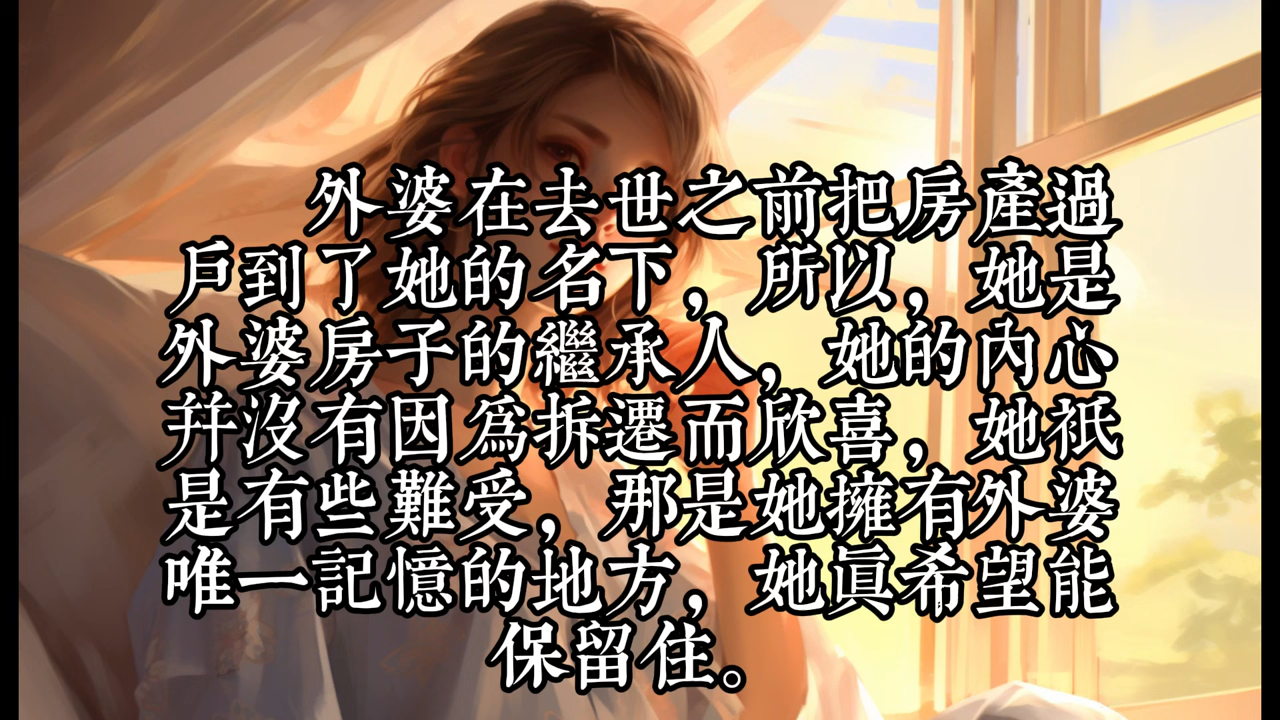 外婆在去世之前把房產過
戶到了她的名下，所以，她是
外婆房子的繼承人，她的內心
幷沒有因爲拆遷而欣喜，她衹
是有些難受，那是她擁有外婆
唯一記憶的地方，她眞希望能
保留住。